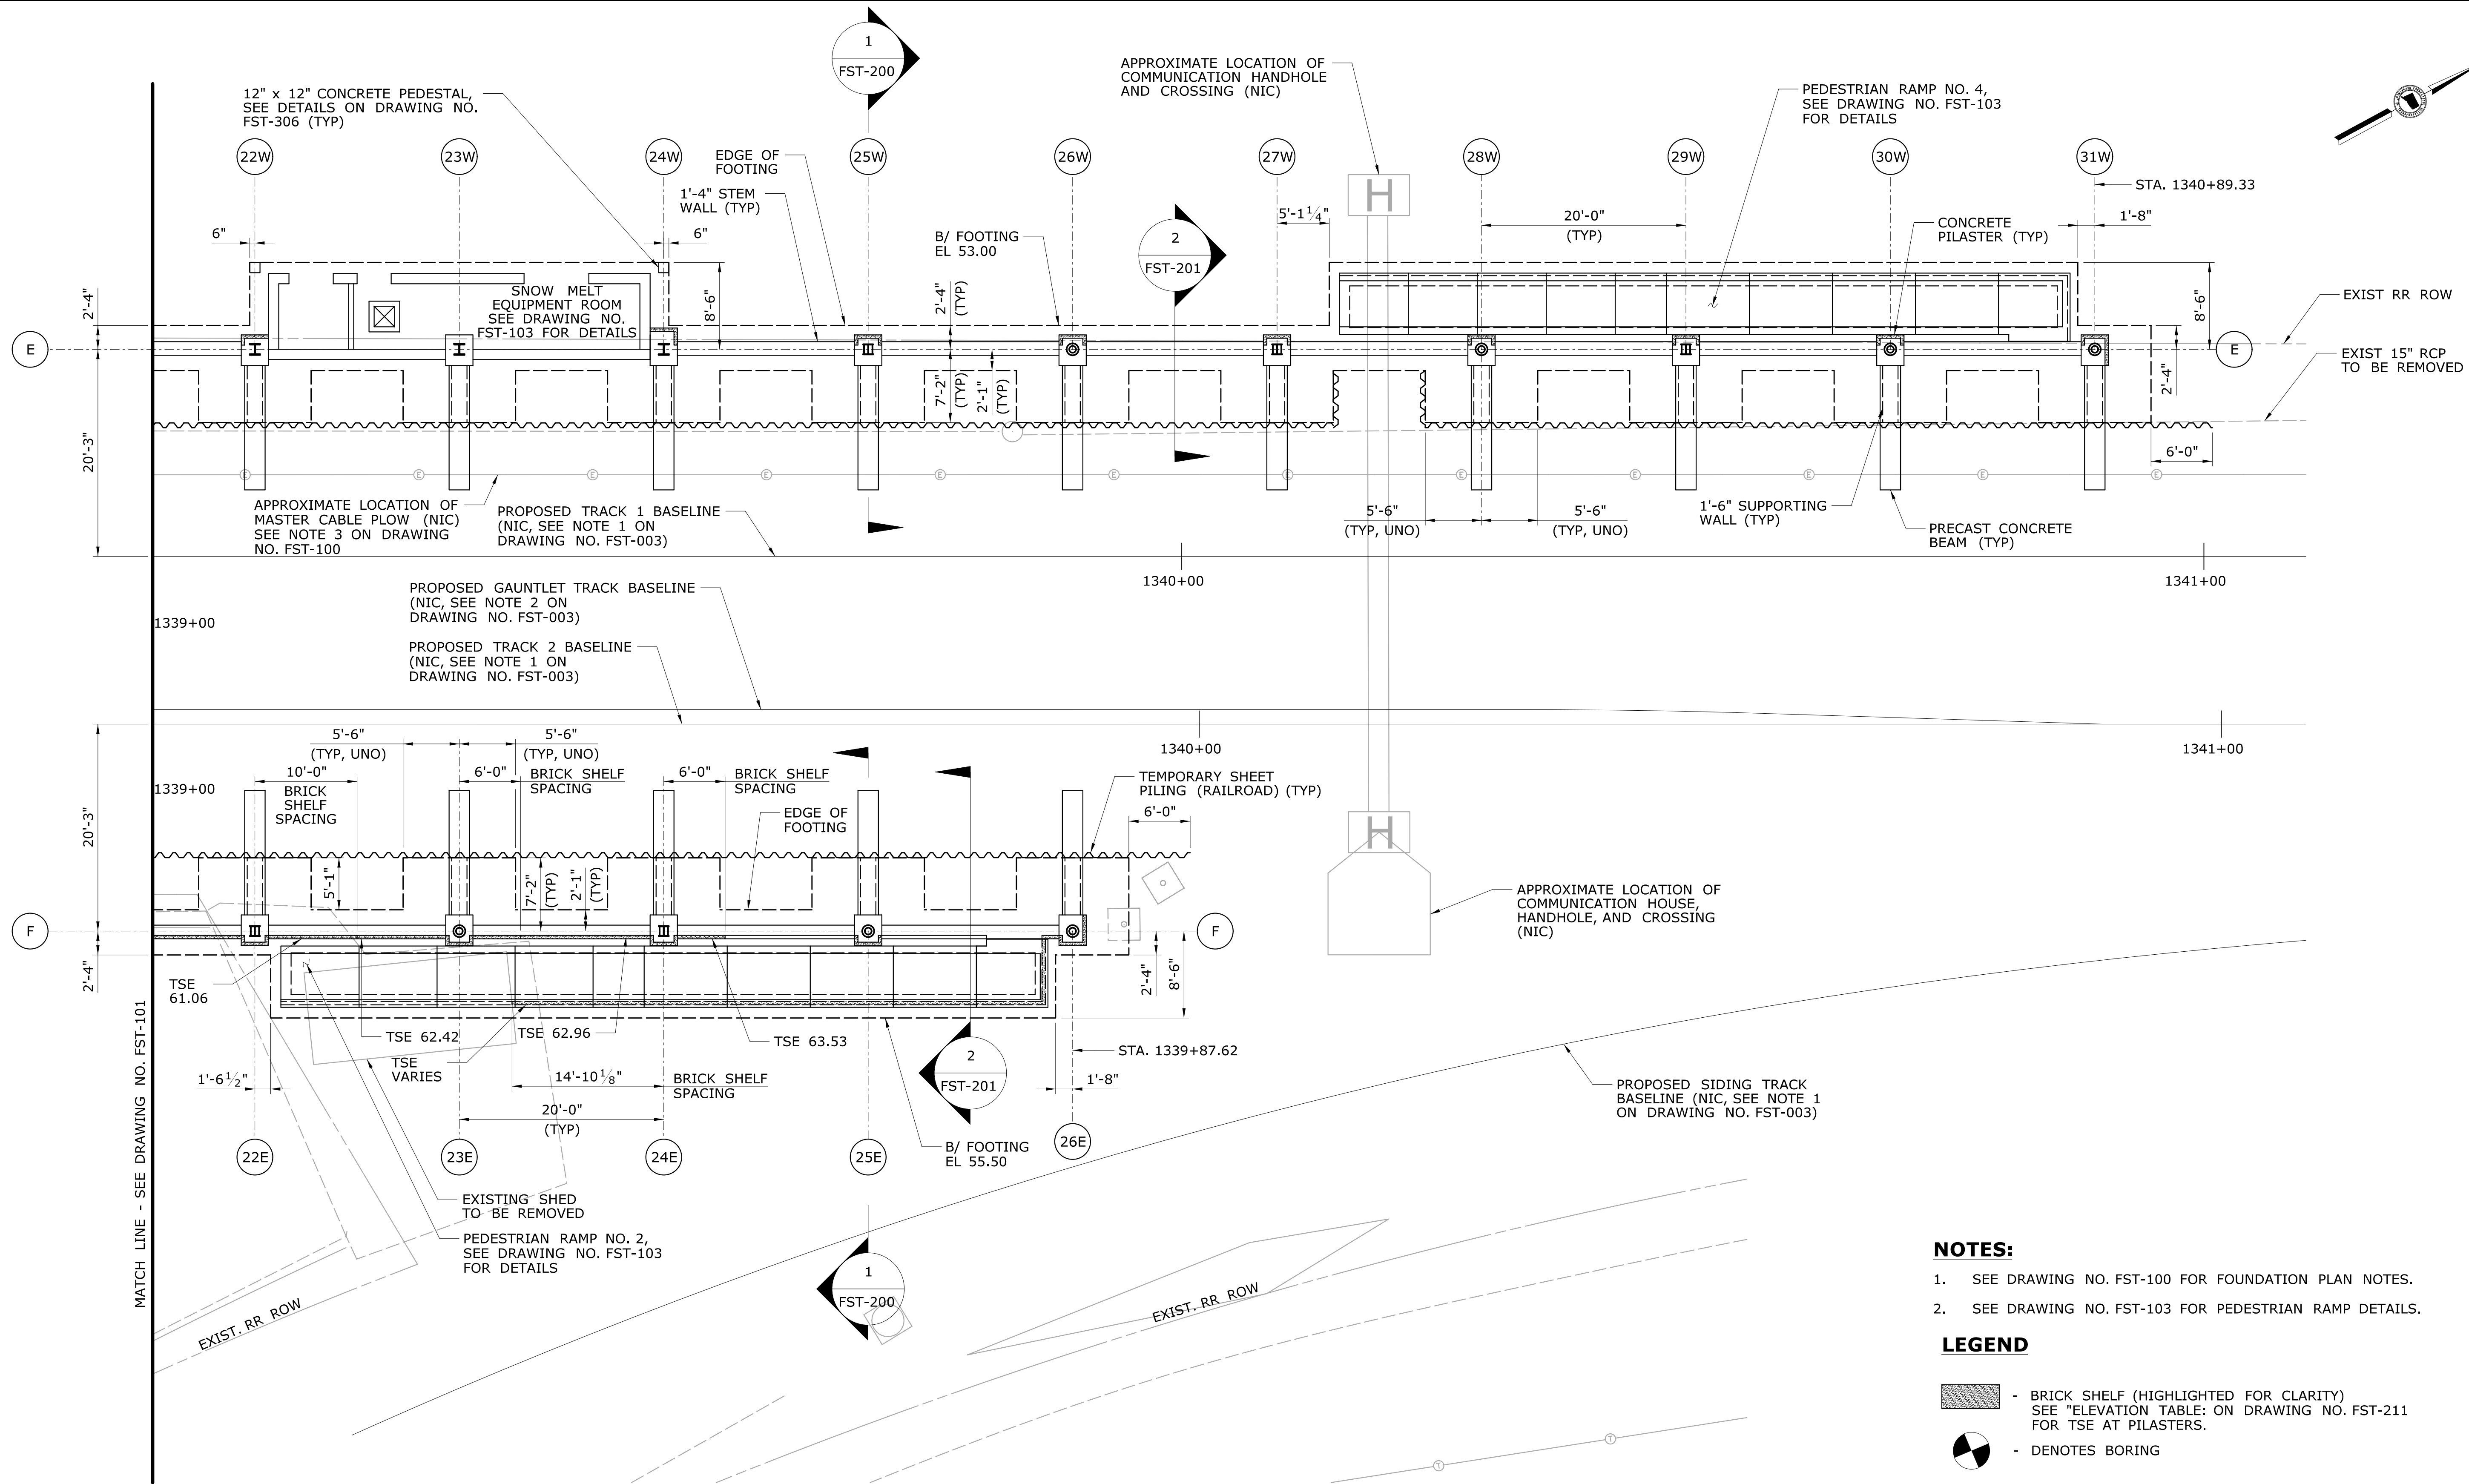 1
FST-200
APPROXIMATE LOCATION OF
COMMUNICATION HANDHOLE
AND CROSSING (NIC)
12" x 12" CONCRETE PEDESTAL,
SEE DETAILS ON DRAWING NO.
FST-306 (TYP)
PEDESTRIAN RAMP NO. 4,
SEE DRAWING NO. FST-103
FOR DETAILS
22W
23W
24W
25W
26W
27W
28W
29W
30W
31W
EDGE OF
FOOTING
1'-4" STEM
WALL (TYP)
STA. 1340+89.33
6"
6"
B/ FOOTING
EL 53.00
2
FST-201
5'-1 1/4"
H
20'-0"
(TYP)
CONCRETE
PILASTER (TYP)
1'-8"
2'-4"
SNOW MELT
EQUIPMENT ROOM
SEE DRAWING NO.
FST-103 FOR DETAILS
8'-6"
2'-4"
(TYP)
8'-6"
EXIST RR ROW
E
E
EXIST 15" RCP
TO BE REMOVED
7'-2"
(TYP)
2'-1"
(TYP)
2'-4"
20'-3"
6'-0"
E
E
E
E
E
E
E
E
E
E
E
E
APPROXIMATE LOCATION OF
MASTER CABLE PLOW (NIC)
SEE NOTE 3 ON DRAWING
NO. FST-100
PROPOSED TRACK 1 BASELINE
(NIC, SEE NOTE 1 ON
DRAWING NO. FST-003)
5'-6"
(TYP, UNO)
5'-6"
(TYP, UNO)
1'-6" SUPPORTING
WALL (TYP)
PRECAST CONCRETE
BEAM (TYP)
1340+00
1341+00
PROPOSED GAUNTLET TRACK BASELINE
(NIC, SEE NOTE 2 ON
DRAWING NO. FST-003)
1339+00
PROPOSED TRACK 2 BASELINE
(NIC, SEE NOTE 1 ON
DRAWING NO. FST-003)
5'-6"
(TYP, UNO)
5'-6"
(TYP, UNO)
1340+00
1341+00
1339+00
10'-0"
BRICK
SHELF
SPACING
6'-0"
BRICK SHELF
SPACING
6'-0"
BRICK SHELF
SPACING
TEMPORARY SHEET
PILING (RAILROAD) (TYP)
6'-0"
EDGE OF
FOOTING
H
20'-3"
5'-1"
7'-2"
(TYP)
2'-1"
(TYP)
APPROXIMATE LOCATION OF
COMMUNICATION HOUSE,
HANDHOLE, AND CROSSING
(NIC)
F
F
2'-4"
TSE
61.06
2'-4"
8'-6"
TSE 62.42
TSE 62.96
TSE 63.53
TSE
VARIES
STA. 1339+87.62
1'-6 1/2"
14'-10 1/8"
BRICK SHELF
SPACING
2
FST-201
1'-8"
20'-0"
(TYP)
PROPOSED SIDING TRACK
BASELINE (NIC, SEE NOTE 1
ON DRAWING NO. FST-003)
22E
23E
24E
25E
26E
B/ FOOTING
EL 55.50
MATCH LINE - SEE DRAWING NO. FST-101
EXISTING SHED
TO BE REMOVED
PEDESTRIAN RAMP NO. 2,
SEE DRAWING NO. FST-103
FOR DETAILS
1
FST-200
EXIST. RR ROW
EXIST. RR ROW
T
T
NOTES:
1. SEE DRAWING NO. FST-100 FOR FOUNDATION PLAN NOTES.
2. SEE DRAWING NO. FST-103 FOR PEDESTRIAN RAMP DETAILS.
LEGEND
- BRICK SHELF (HIGHLIGHTED FOR CLARITY)
SEE "ELEVATION TABLE: ON DRAWING NO. FST-211
FOR TSE AT PILASTERS.
- DENOTES BORING